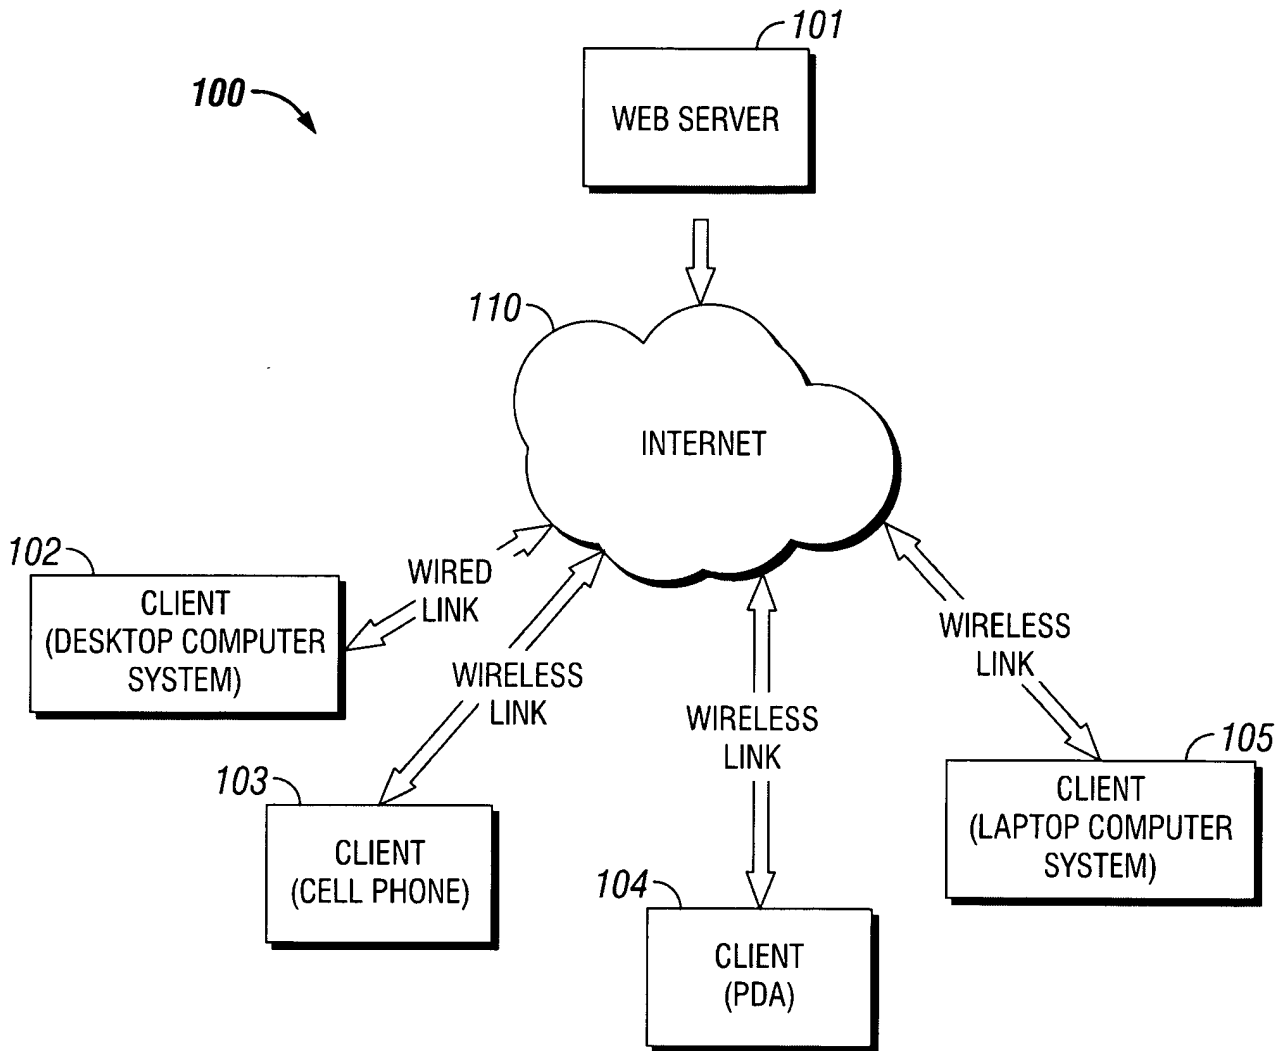 101
100
WEB SERVER
110
INTERNET
102
CLIENT
(DESKTOP COMPUTER
SYSTEM)
WIRED
LINK
WIRELESS
LINK
WIRELESS
LINK
WIRELESS
LINK
103
CLIENT
(CELL PHONE)
104
CLIENT
(PDA)
105
CLIENT
(LAPTOP COMPUTER
SYSTEM)